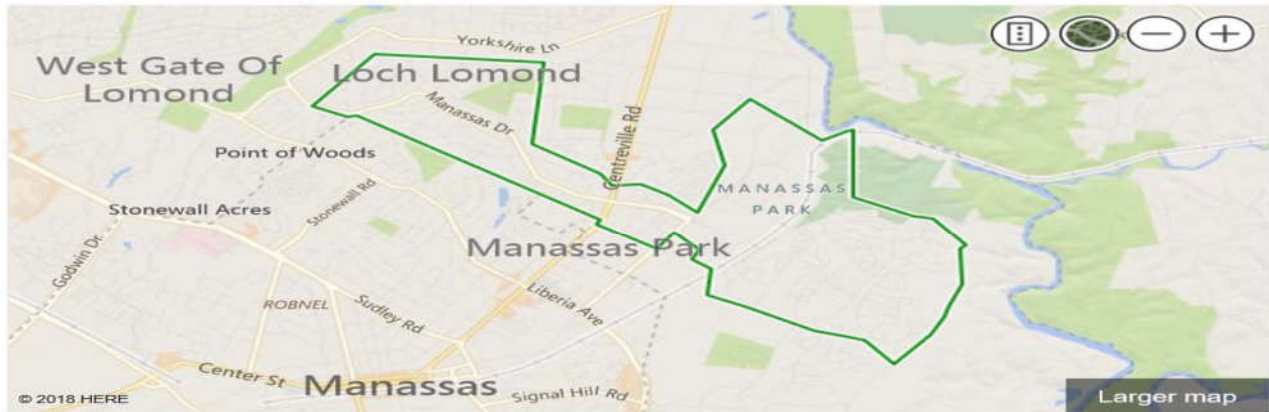 Yorkshire Ln
West Gate Of
Lomond
Loch Lomond
Manassas Dr
Centreville Rd
Point of Woods
MANASSAS
PARK
Stonewall Rd
Stonewall Acres
Manassas Park
Godwin Dr
Liberia Ave
ROBNEL
Sudley Rd
Center St
Manassas
Signal Hill Rd
© 2018 HERE
Larger map